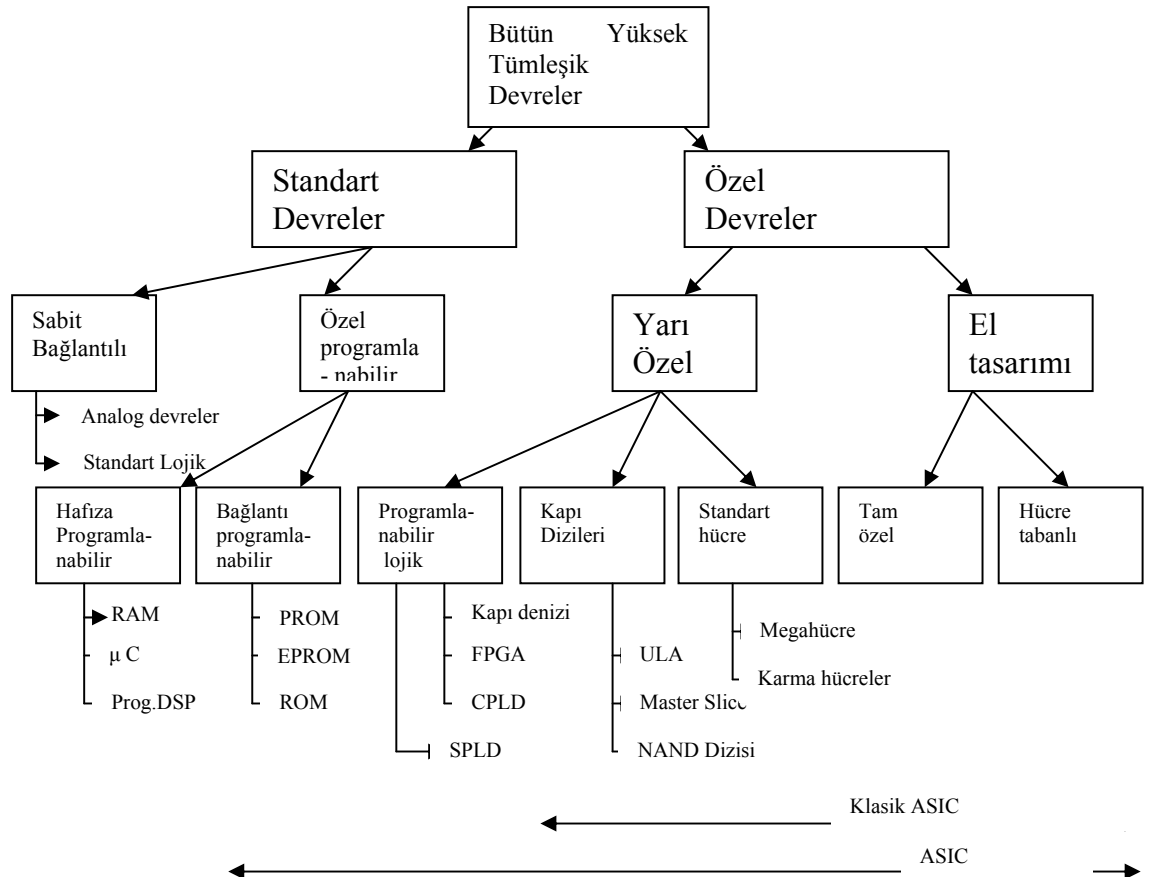 Bütün Yüksek
Tümleşik
Devreler
Standart
Devreler
Özel
Devreler
Sabit
Bağlantılı
Özel
programla
- nabilir
Yarı
Özel
El
tasarımı
Analog devreler
Standart Lojik
Hafıza
Programla-
nabilir
Bağlantı
programla-
nabilir
Programla-
nabilir
lojik
Kapı
Dizileri
Standart
hücre
Tam
özel
Hücre
tabanlı
RAM
µ C
Prog.DSP
PROM
EPROM
ROM
Kapı denizi
FPGA
CPLD
SPLD
ULA
Master Slice
NAND Dizisi
Megahücre
Karma hücreler
Klasik ASIC
ASIC